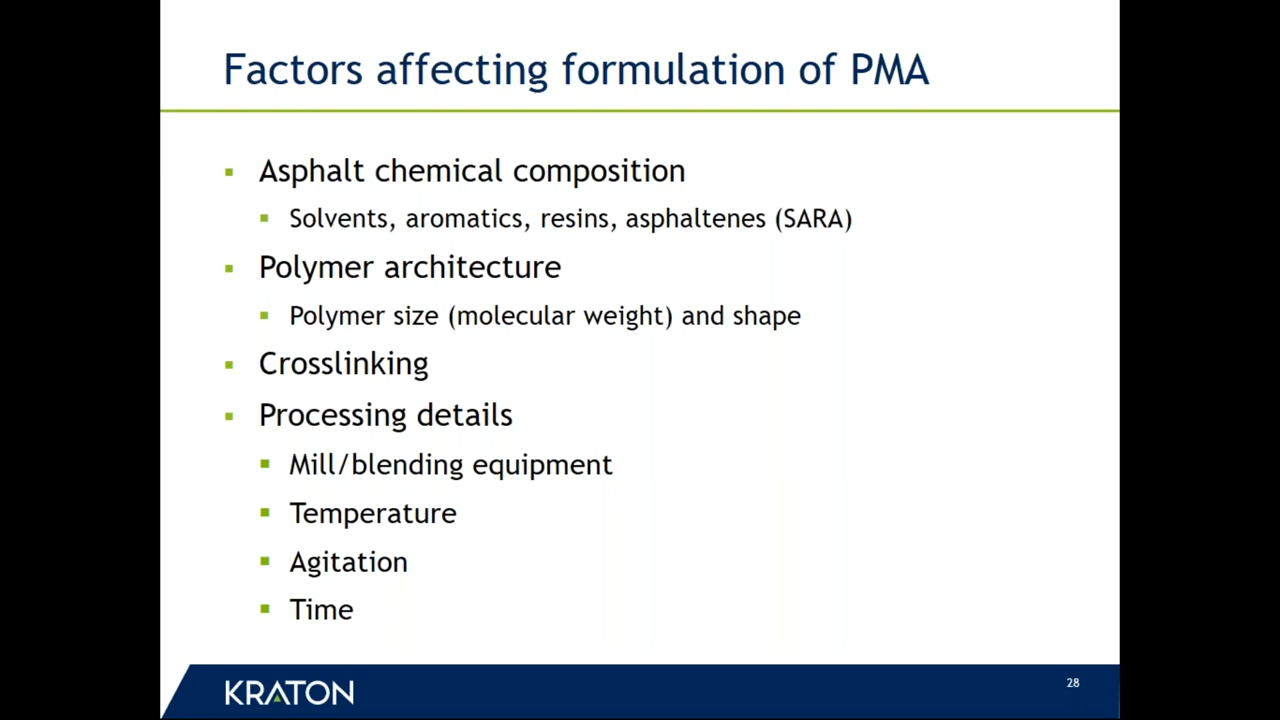 Factors affecting formulation of PMA
Asphalt chemical composition
Solvents, aromatics, resins, asphaltenes (SARA)
Polymer architecture
Polymer size (molecular weight) and shape
Crosslinking
Processing details
Mill/blending equipment
Temperature
Agitation
Time
KRATON
28